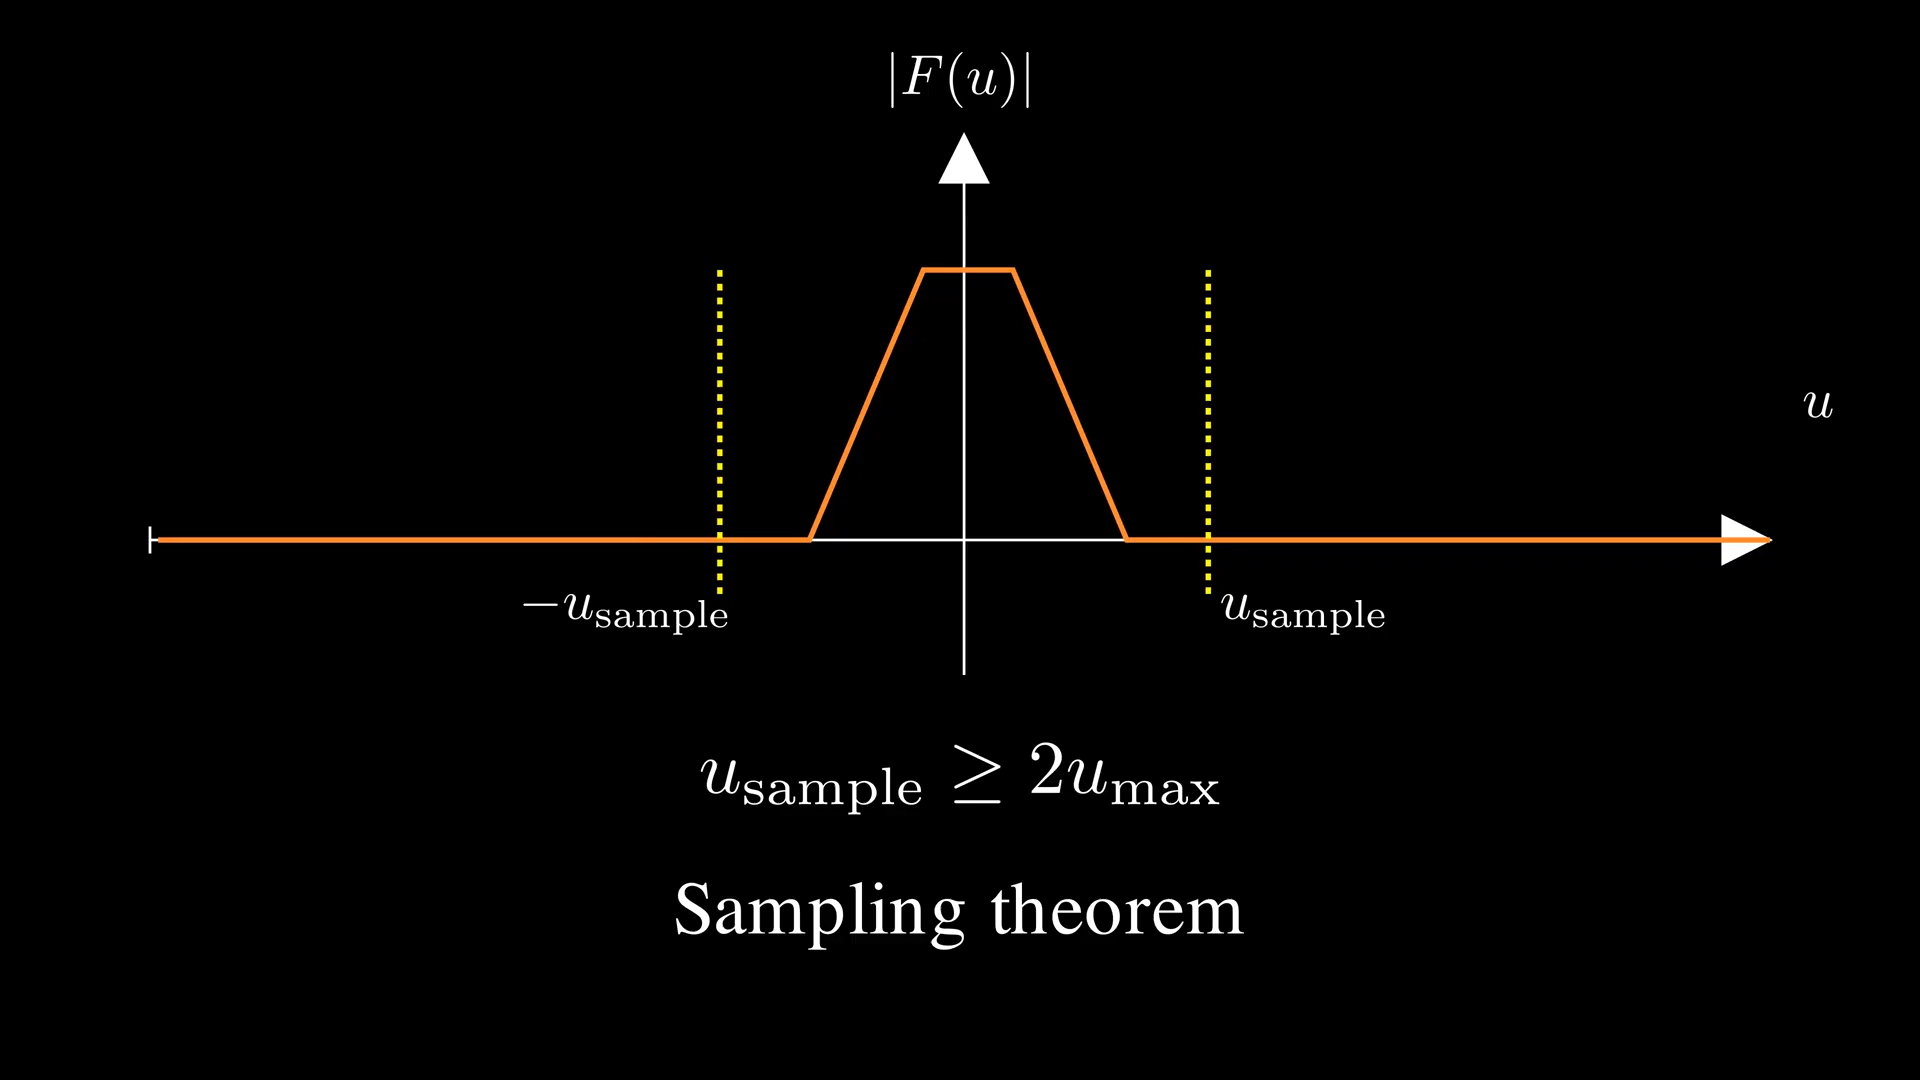 |F(u)|
u
−u_sample
u_sample
u_sample ≥ 2u_max
Sampling theorem